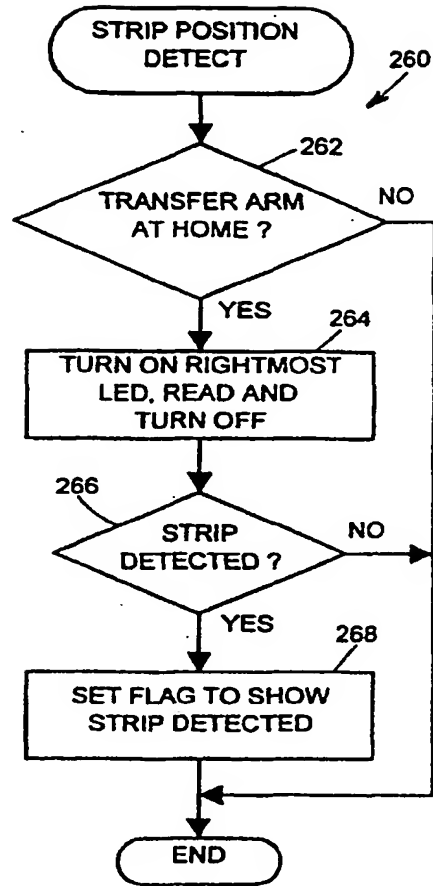 STRIP POSITION
DETECT
260
262
TRANSFER ARM
AT HOME ?
NO
YES
264
TURN ON RIGHTMOST
LED, READ AND
TURN OFF
266
STRIP
DETECTED ?
NO
YES
268
SET FLAG TO SHOW
STRIP DETECTED
END